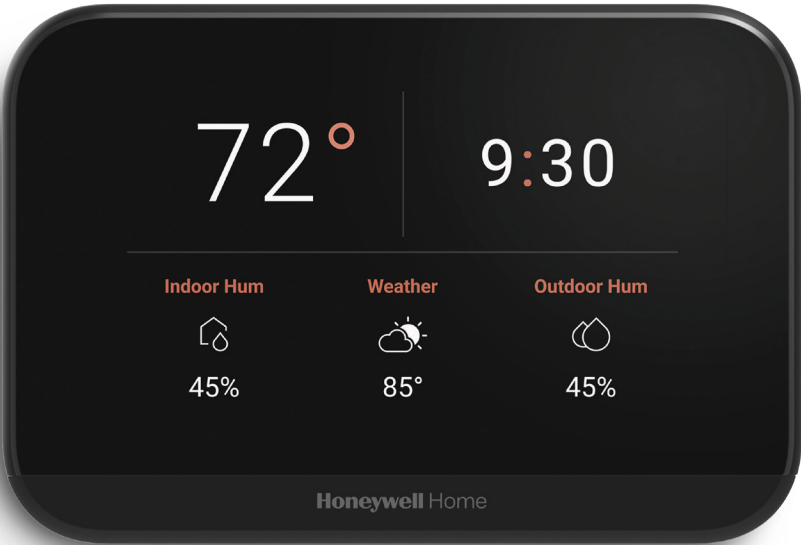 72°
9:30
Indoor Hum
Weather
Outdoor Hum
45%
85°
45%
Honeywell Home